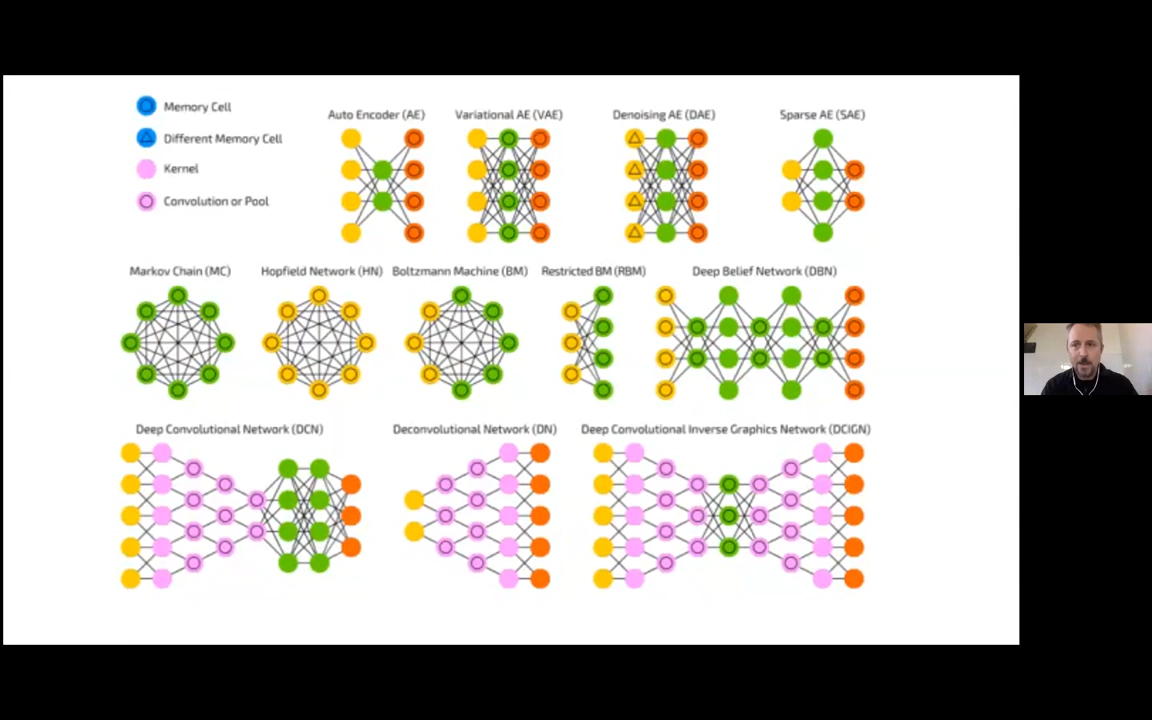 Memory Cell
Different Memory Cell
Kernel
Convolution or Pool
Auto Encoder (AE)
Variational AE (VAE)
Denoising AE (DAE)
Sparse AE (SAE)
Markov Chain (MC)
Hopfield Network (HN)
Boltzmann Machine (BM)
Restricted BM (RBM)
Deep Belief Network (DBN)
Deep Convolutional Network (DCN)
Deconvolutional Network (DN)
Deep Convolutional Inverse Graphics Network (DCIGN)